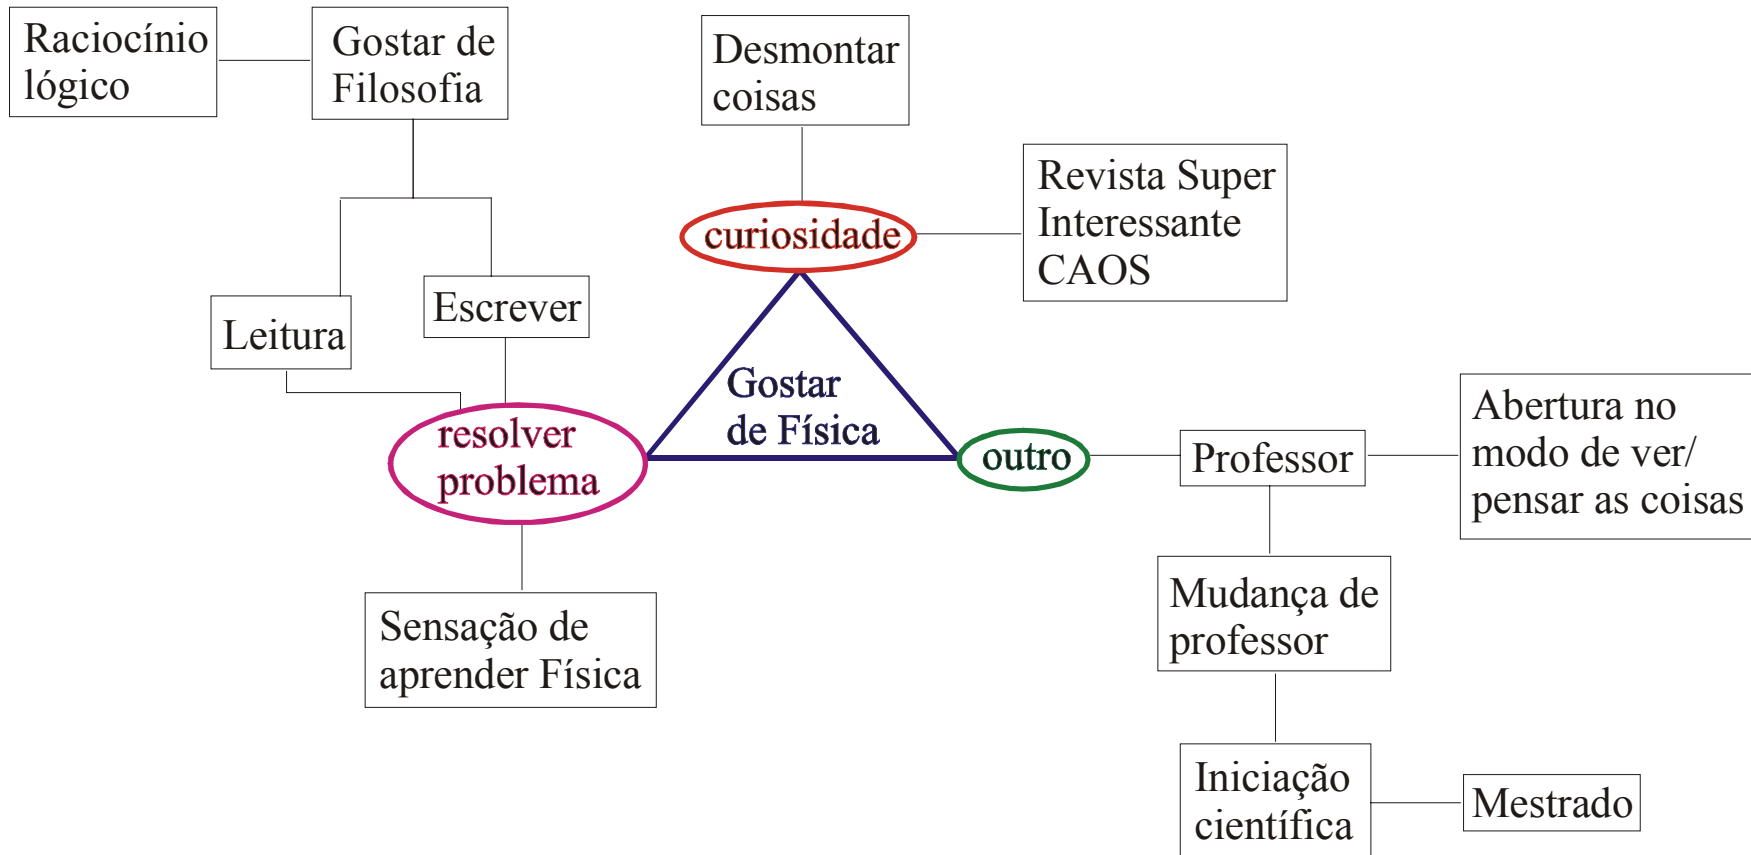 Raciocínio
lógico
Gostar de
Filosofia
Desmontar
coisas
Revista Super
Interessante
CAOS
curiosidade
Leitura
Escrever
Gostar
de Física
resolver
problema
outro
Professor
Abertura no
modo de ver/
pensar as coisas
Sensação de
aprender Física
Mudança de
professor
Iniciação
científica
Mestrado